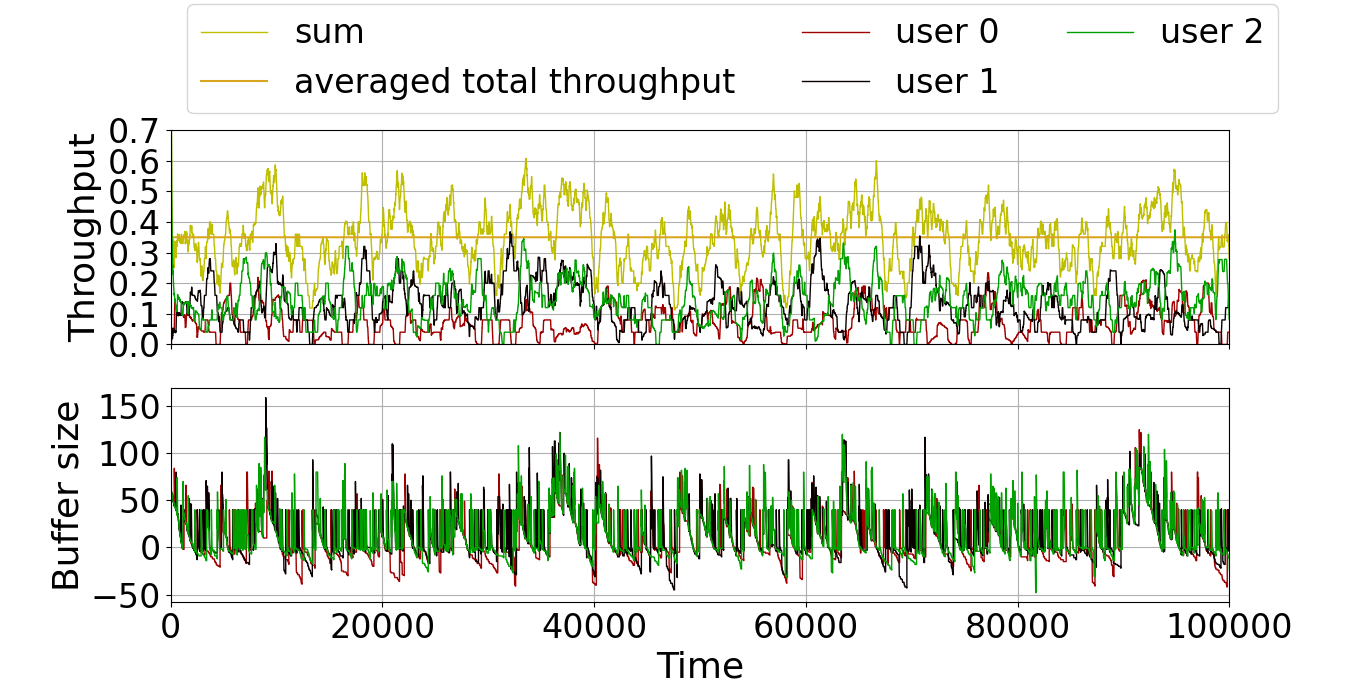 sum
averaged total throughput
user 0
user 1
user 2
Throughput
0.7
0.6
0.5
0.4
0.3
0.2
0.1
0.0
Buffer size
150
100
50
0
−50
0 20000 40000 60000 80000 100000
Time